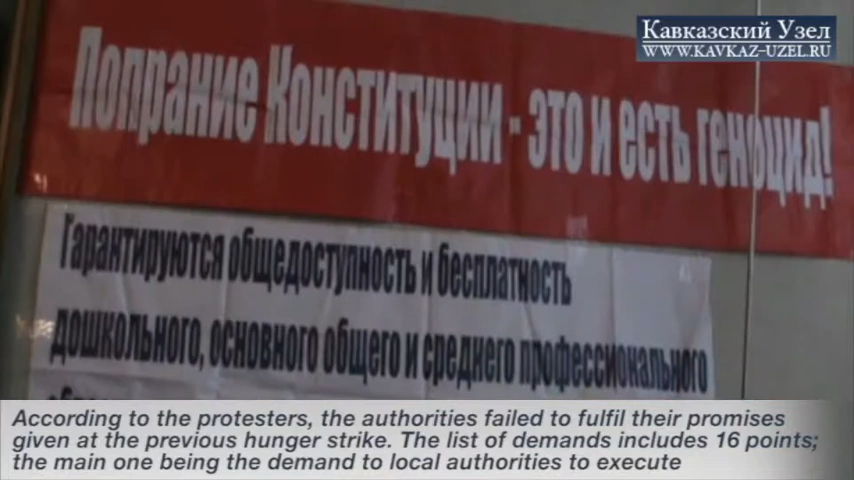 Кавказский Узел
WWW.KAVKAZ-UZEL.RU
Попрание Конституции - это и есть геноцид!
Гарантируются общедоступность и бесплатность
дошкольного, основного общего и среднего профессионального
According to the protesters, the authorities failed to fulfil their promises
given at the previous hunger strike. The list of demands includes 16 points;
the main one being the demand to local authorities to execute